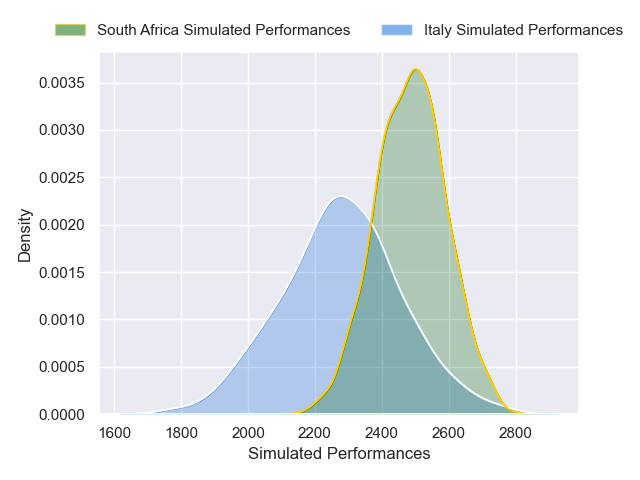 South Africa Simulated Performances Italy Simulated Performances
0.0035
0.0030
0.0025
0.0020
0.0015
0.0010
0.0005
0.0000
Density
1600 1800 2000 2200 2400 2600 2800
Simulated Performances